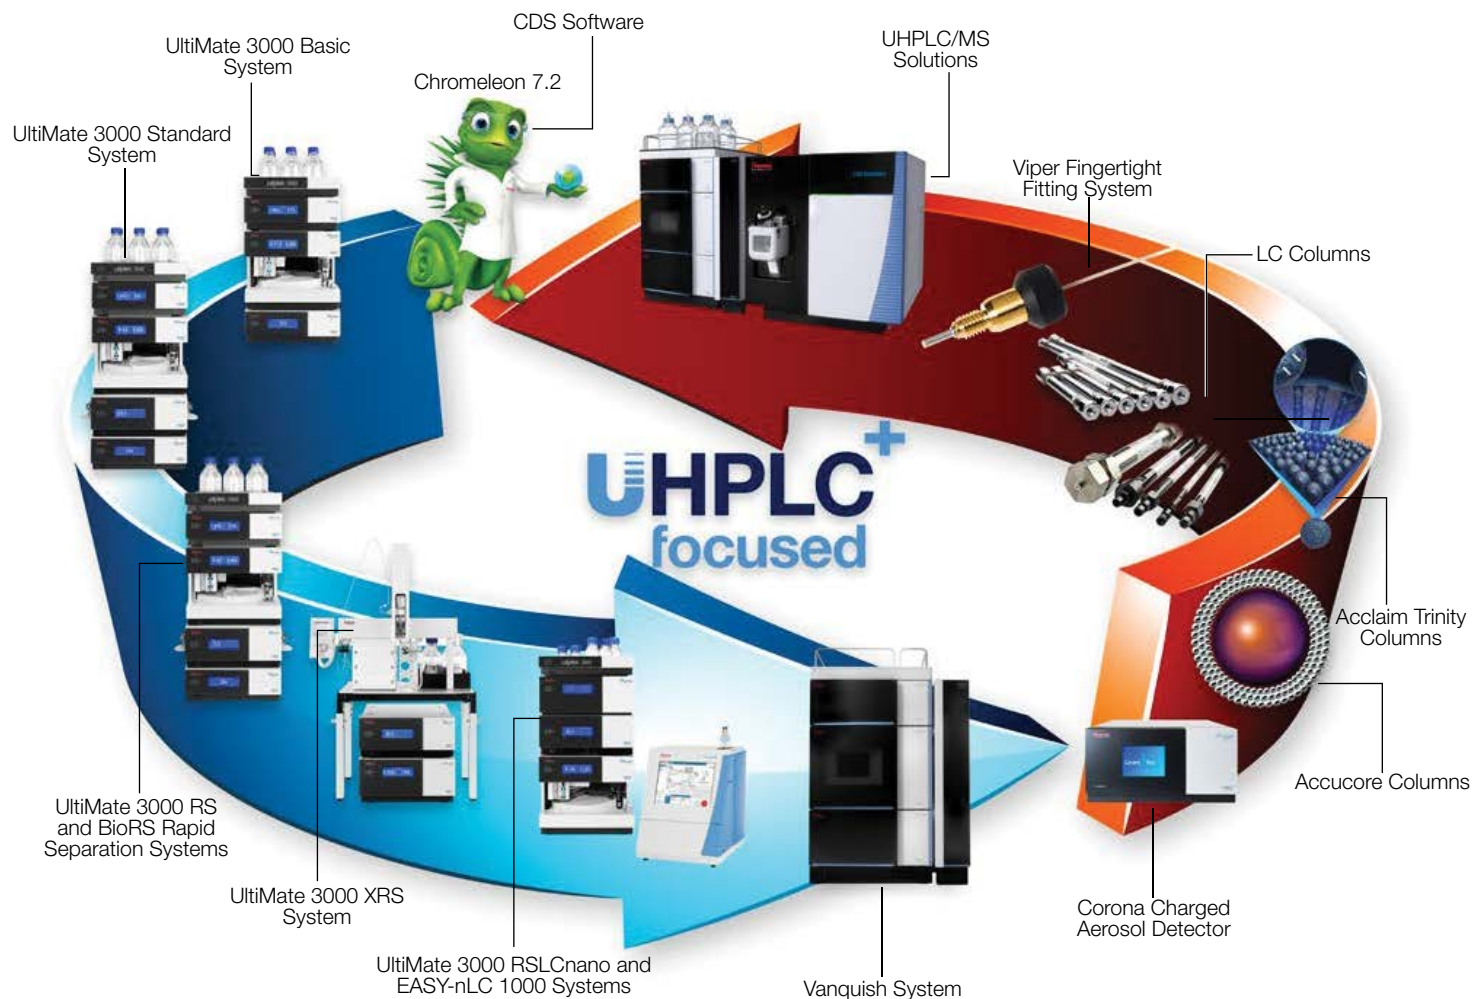 CDS Software
UltiMate 3000 Basic
System
UHPLC/MS
Solutions
Chromeleon 7.2
UltiMate 3000 Standard
System
Viper Fingertight
Fitting System
LC Columns
UHPLC+
focused
Acclaim Trinity
Columns
Accucore Columns
UltiMate 3000 RS
and BioRS Rapid
Separation Systems
UltiMate 3000 XRS
System
Corona Charged
Aerosol Detector
UltiMate 3000 RSLCnano and
EASY-nLC 1000 Systems
Vanquish System